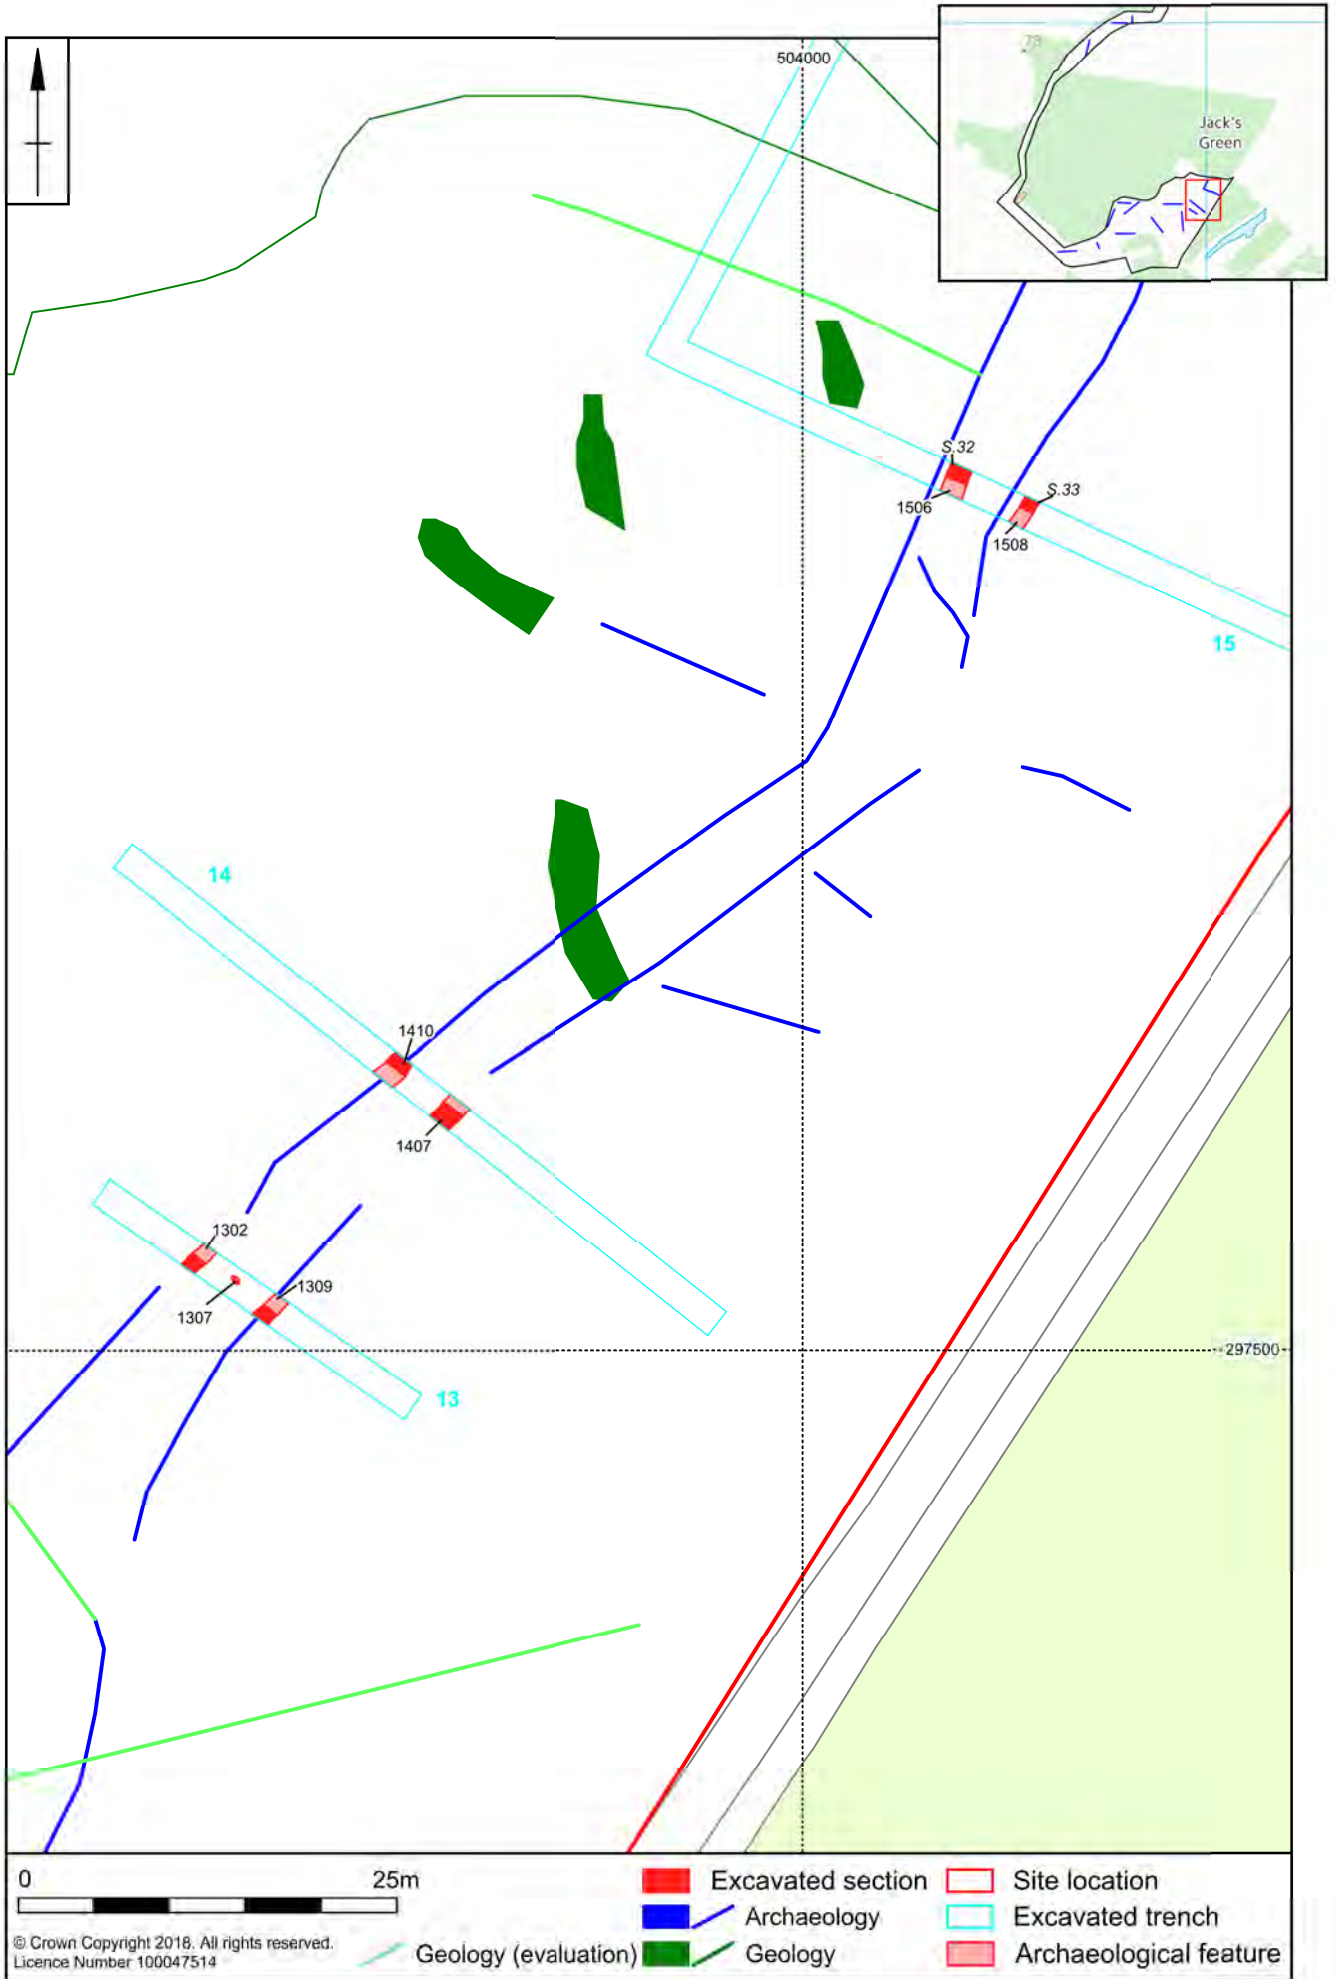 504000
73
Jack's
Green
S.32
1506
S.33
1508
15
14
1410
1407
1302
1307
1309
297500
13
0 25m
© Crown Copyright 2018. All rights reserved.
Licence Number 100047514
Geology (evaluation)
Excavated section
Archaeology
Geology
Site location
Excavated trench
Archaeological feature